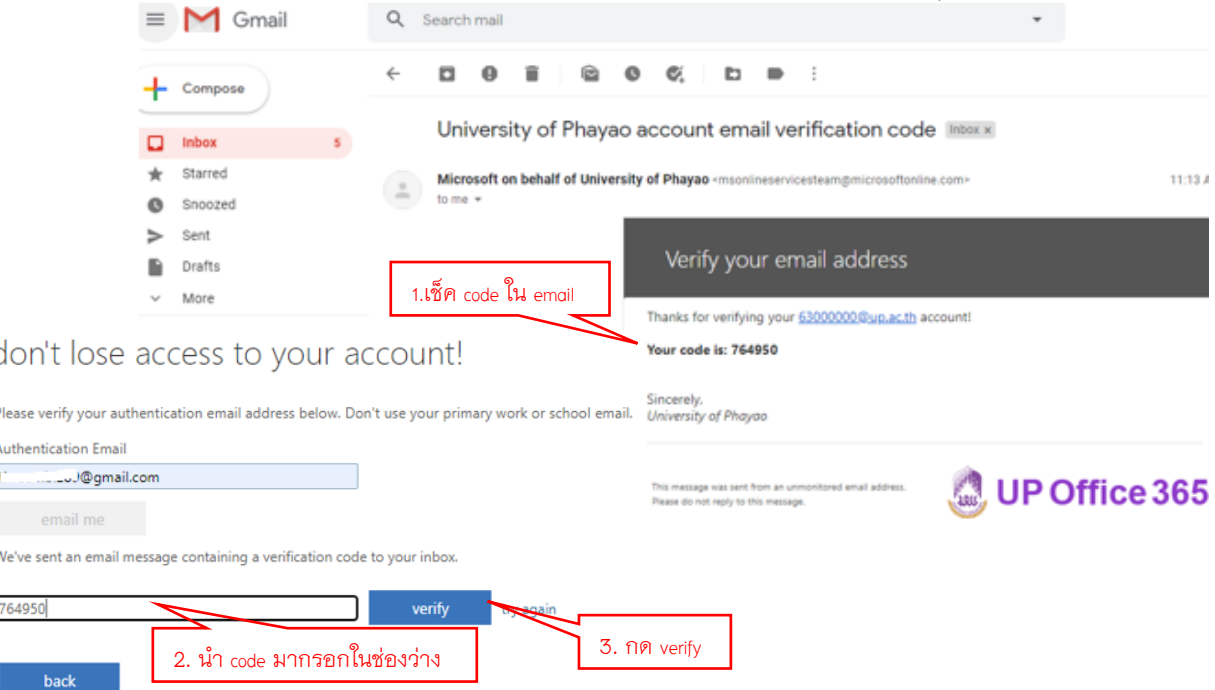 Gmail
Search mail
Compose
University of Phayao account email verification code Inbox x
Inbox 5
Starred
Microsoft on behalf of University of Phayao <msonlineservicesteam@microsoftonline.com>
11:13
to me
Snoozed
Sent
Drafts
More
Verify your email address
1.เช็ค code ใน email
Thanks for verifying your 63000000@up.ac.th account!
Your code is: 764950
Sincerely,
University of Phayao
This message was sent from an unmonitored email address.
Please do not reply to this message.
UP Office 365
don't lose access to your account!
Please verify your authentication email address below. Don't use your primary work or school email.
Authentication Email
@gmail.com
email me
We've sent an email message containing a verification code to your inbox.
764950
verify
try again
2. นำ code มากรอกในช่องว่าง
3. กด verify
back